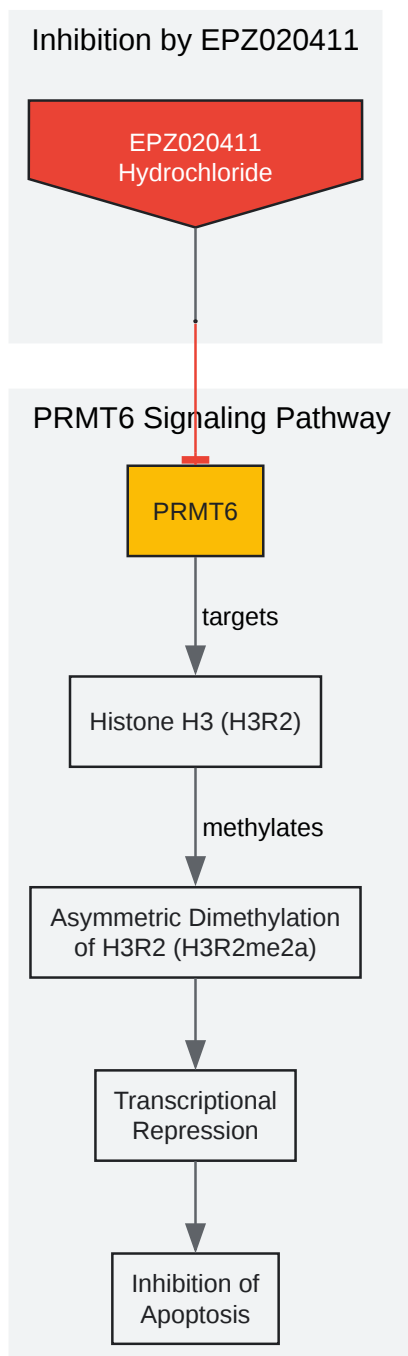 Inhibition by EPZ020411
EPZ020411
Hydrochloride
PRMT6 Signaling Pathway
PRMT6
targets
Histone H3 (H3R2)
methylates
Asymmetric Dimethylation
of H3R2 (H3R2me2a)
Transcriptional
Repression
Inhibition of
Apoptosis